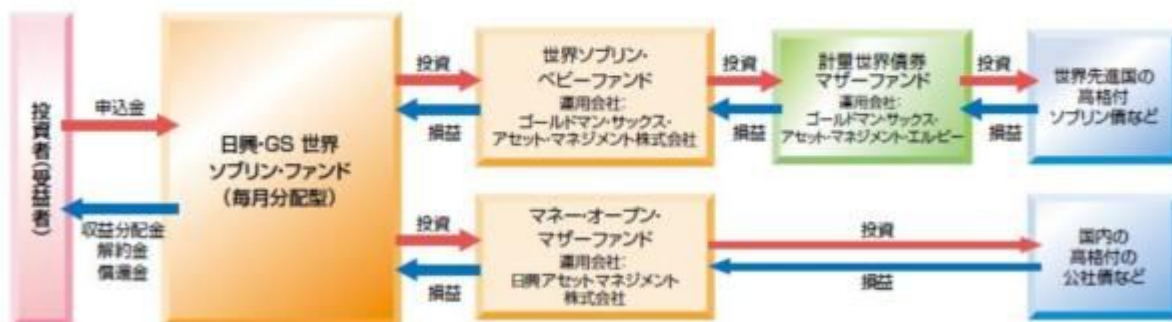 投資者(受益者)
申込金
収益分配金
解約金
償還金
日興・GS 世界
ソブリン・ファンド
(毎月分配型)
投資
損益
世界ソブリン・
ベビーファンド
運用会社:
ゴールドマン・サックス・
アセット・マネジメント株式会社
投資
損益
計量世界債券
マザーファンド
運用会社:
ゴールドマン・サックス・
アセット・マネジメント・エルピー
投資
損益
世界先進国の
高格付
ソブリン債など
投資
損益
マネー・オープン・
マザーファンド
運用会社:
日興アセットマネジメント
株式会社
投資
損益
国内の
高格付の
公社債など